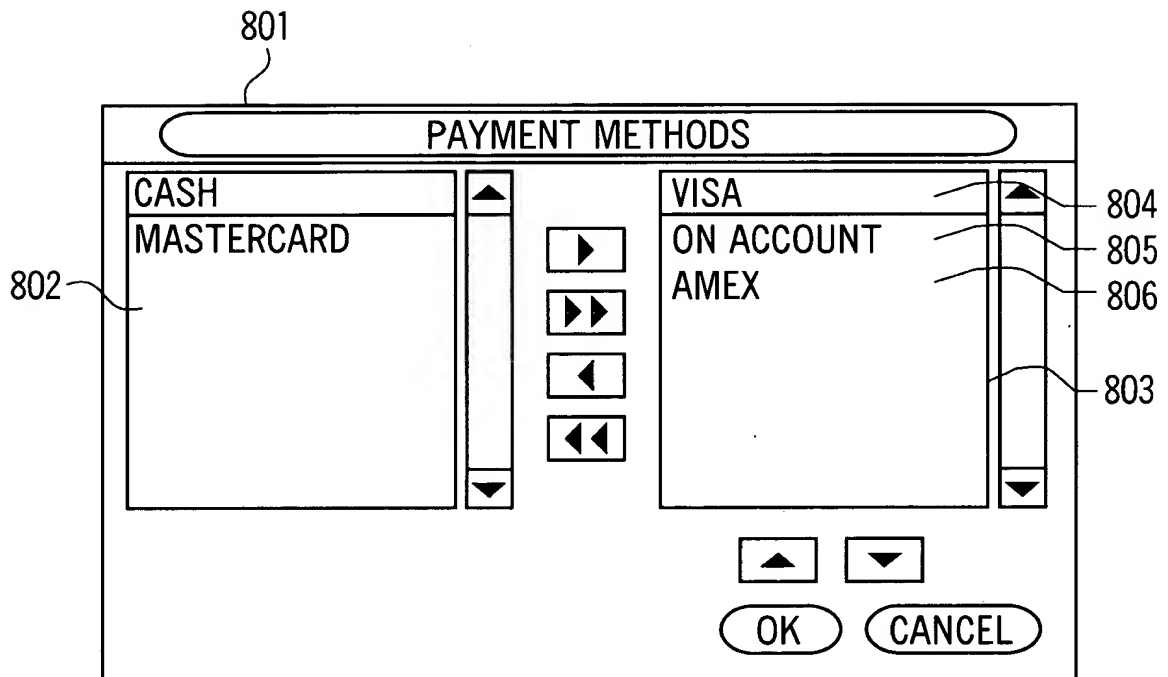 801
PAYMENT METHODS
CASH
MASTERCARD
802
VISA
ON ACCOUNT
AMEX
804
805
806
803
OK
CANCEL